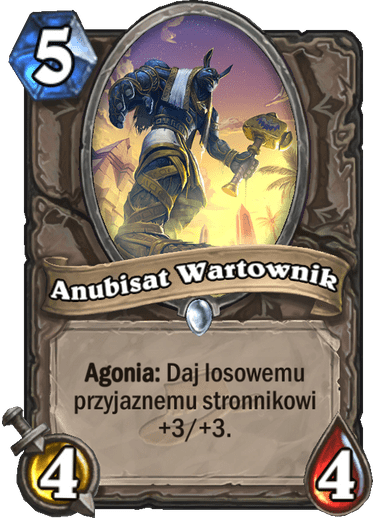 5
Anubisat Wartownik
Agonia: Daj losowemu
przyjaznemu stronnikowi
+3/+3.
4
4